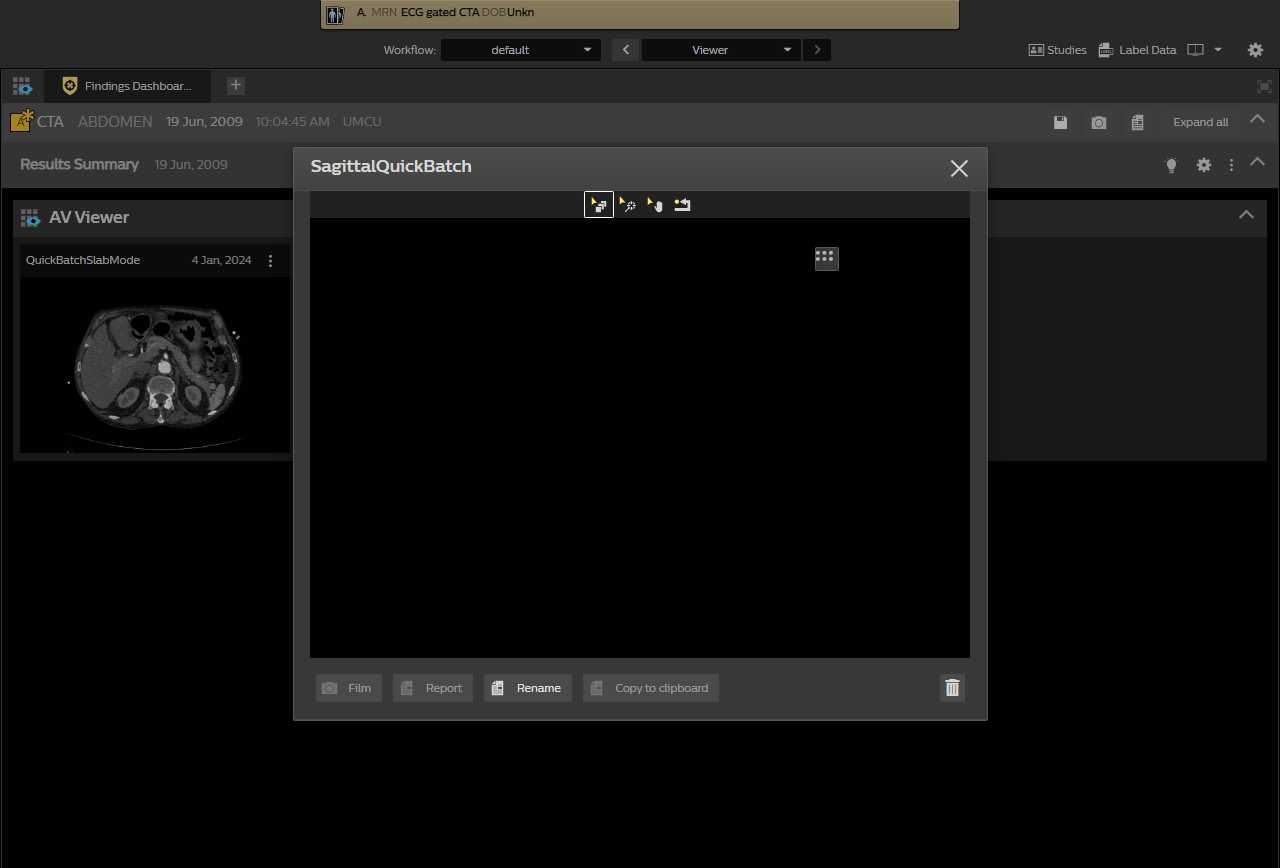 A. MRN ECG gated CTA DOB Unkn
Workflow: default Viewer Studies Label Data
Findings Dashboar... +
A CTA ABDOMEN 19 Jun, 2009 10:04:45 AM UMCU Expand all
Results Summary 19 Jun, 2009
SagittalQuickBatch
AV Viewer
QuickBatchSlabMode 4 Jan, 2024
Film Report Rename Copy to clipboard